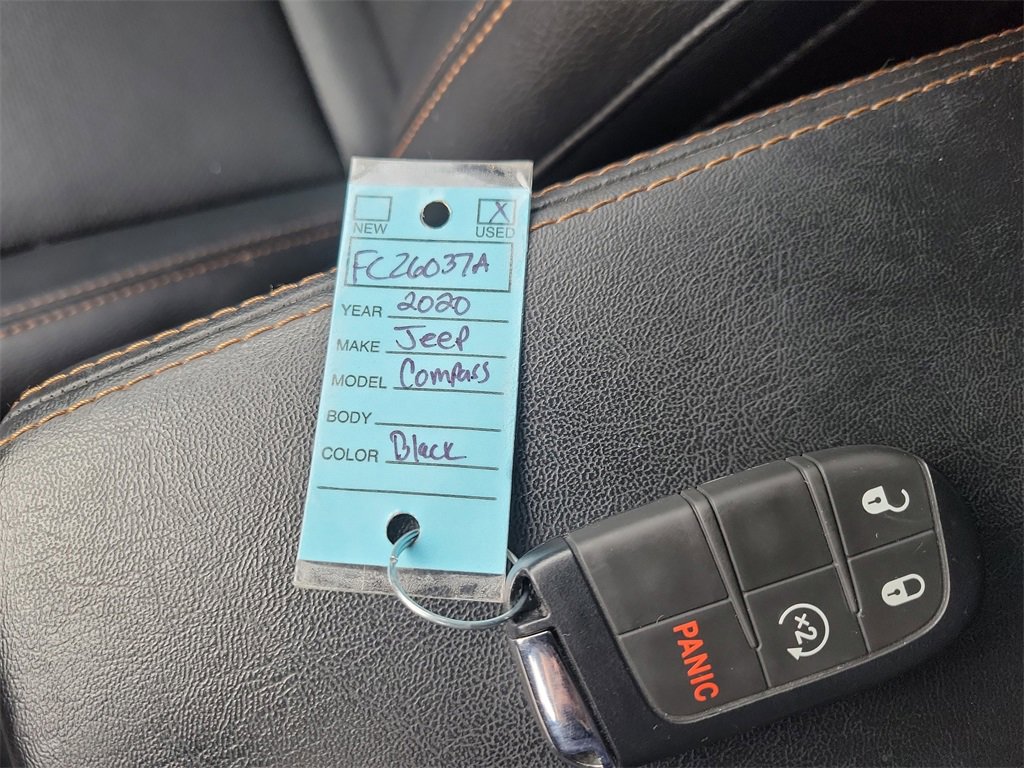 X
NEW USED
FC26037A
YEAR 2020
MAKE Jeep
MODEL Compass
BODY
COLOR Black
x2
PANIC